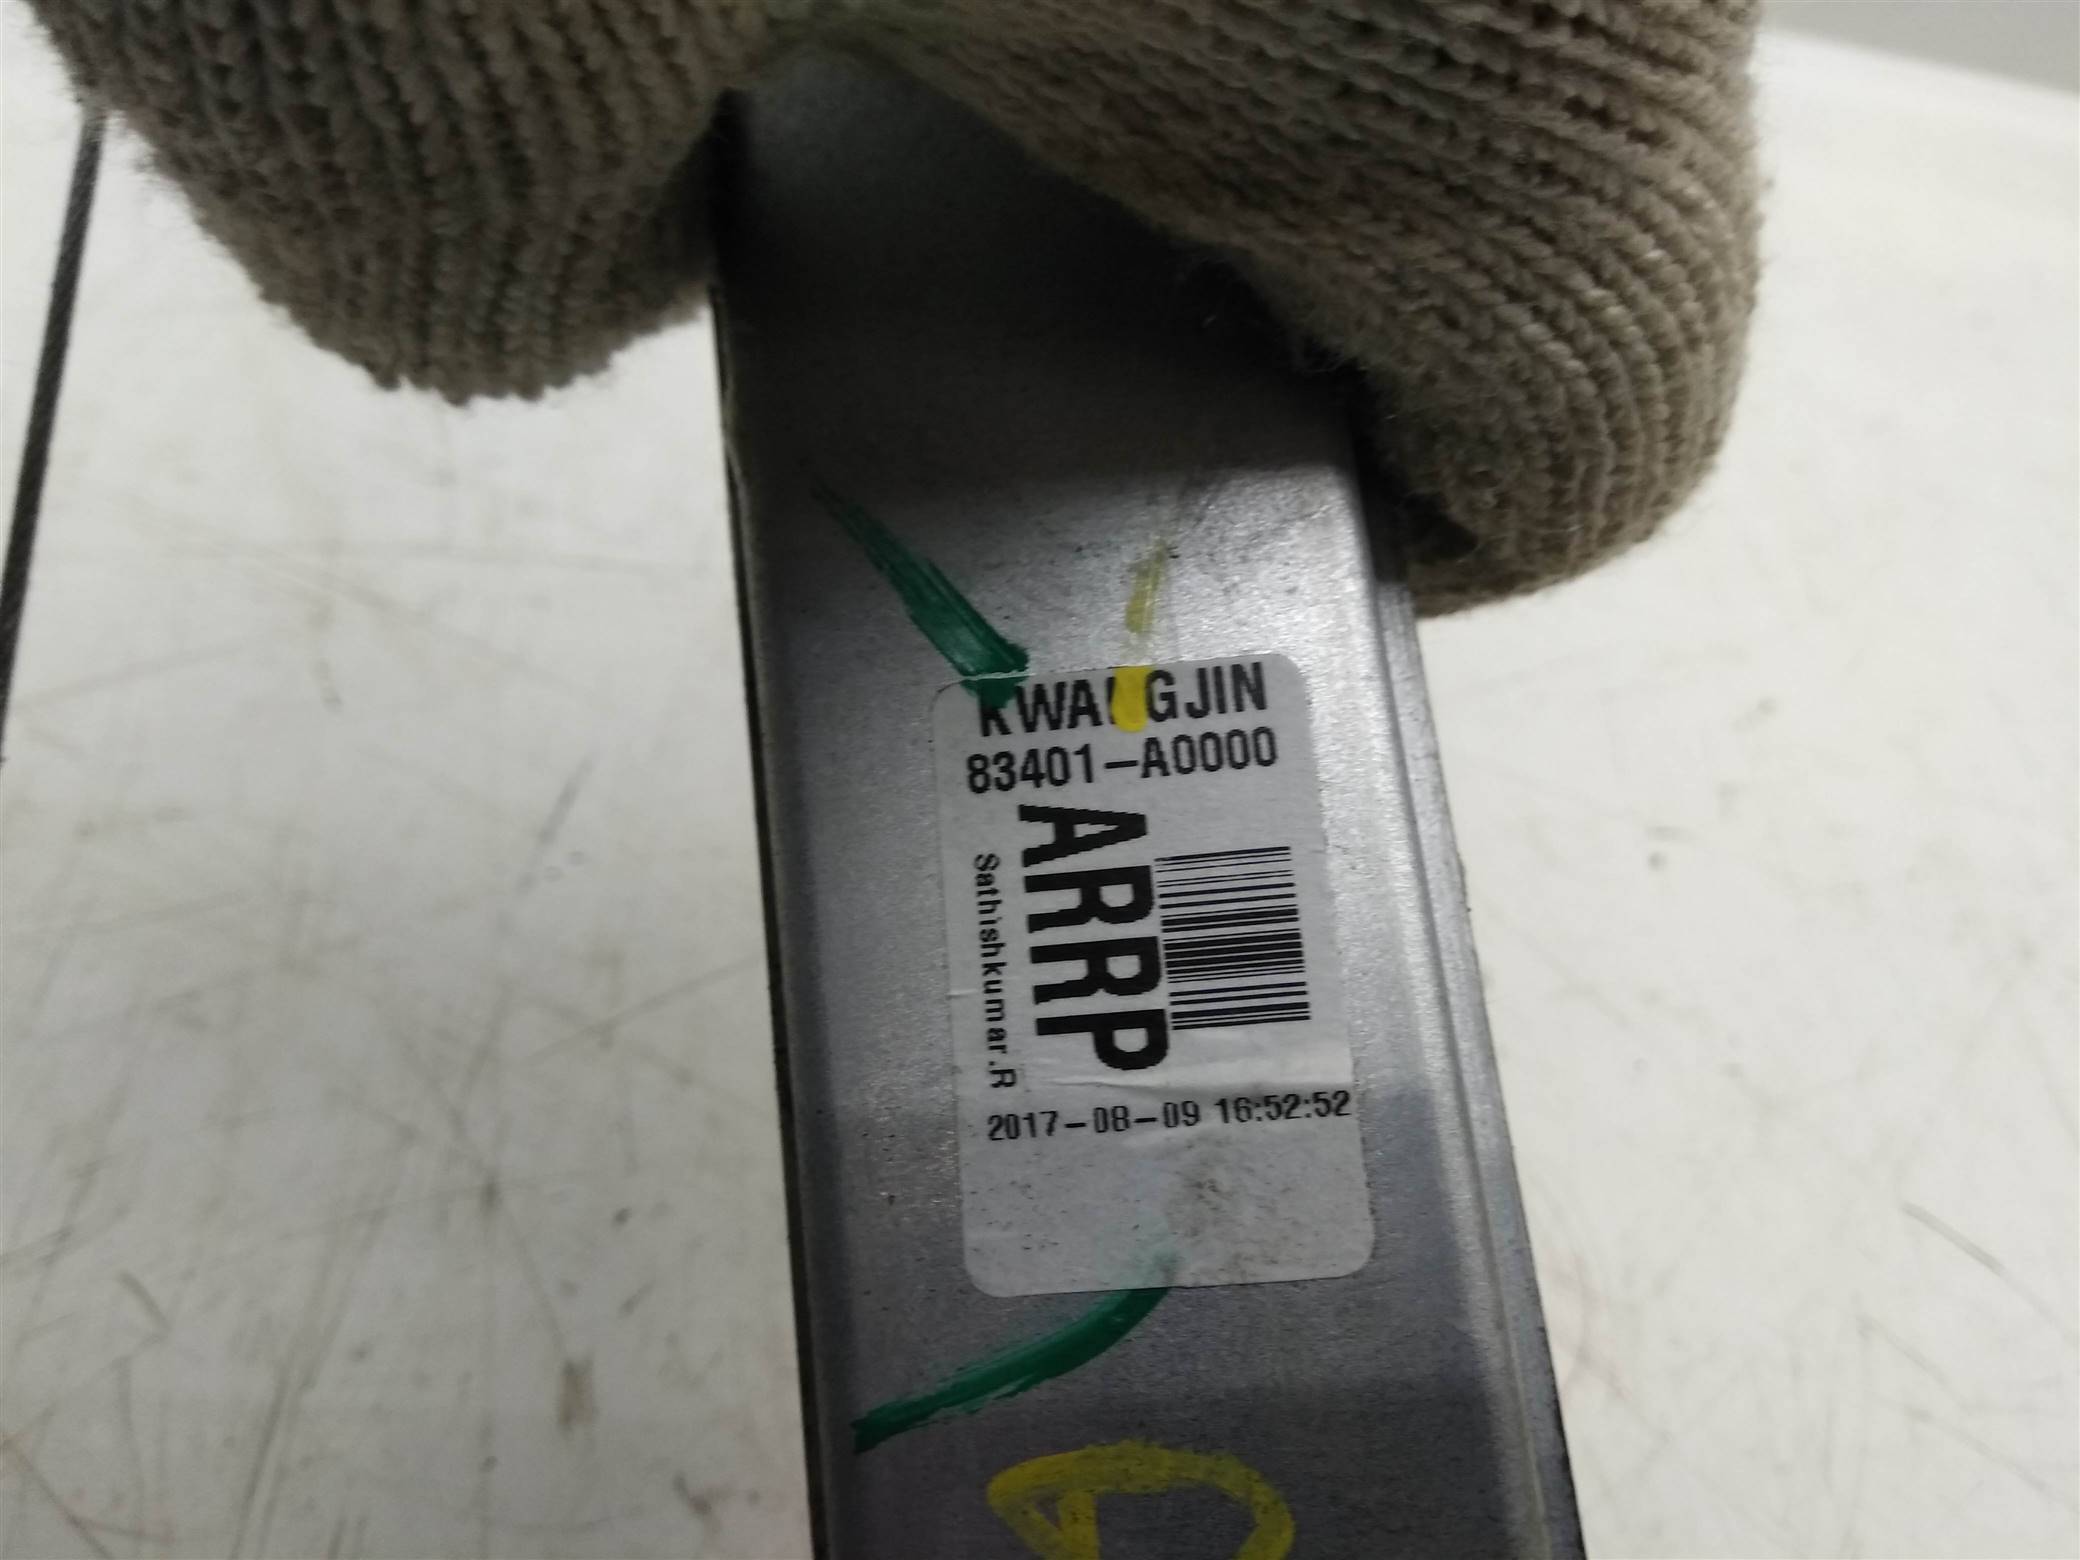 KWANGJIN
83401-A0000
ARRP
Sathishkumar.R
2017-08-09 16:52:52